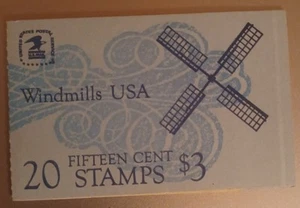 Windmills USA
20 FIFTEEN CENT STAMPS $3